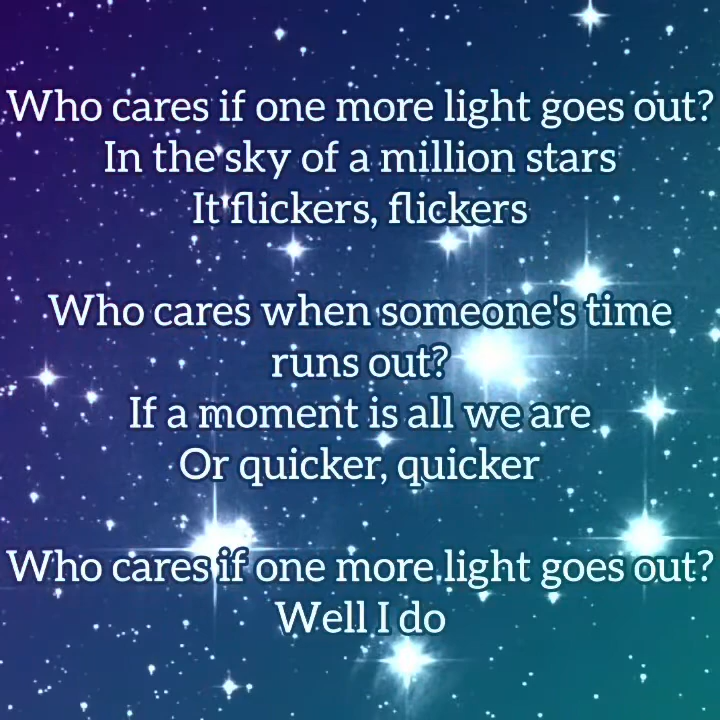 Who cares if one more light goes out?
In the sky of a million stars
It flickers, flickers
Who cares when someone's time
runs out?
If a moment is all we are
Or quicker, quicker
Who cares if one more light goes out?
Well I do